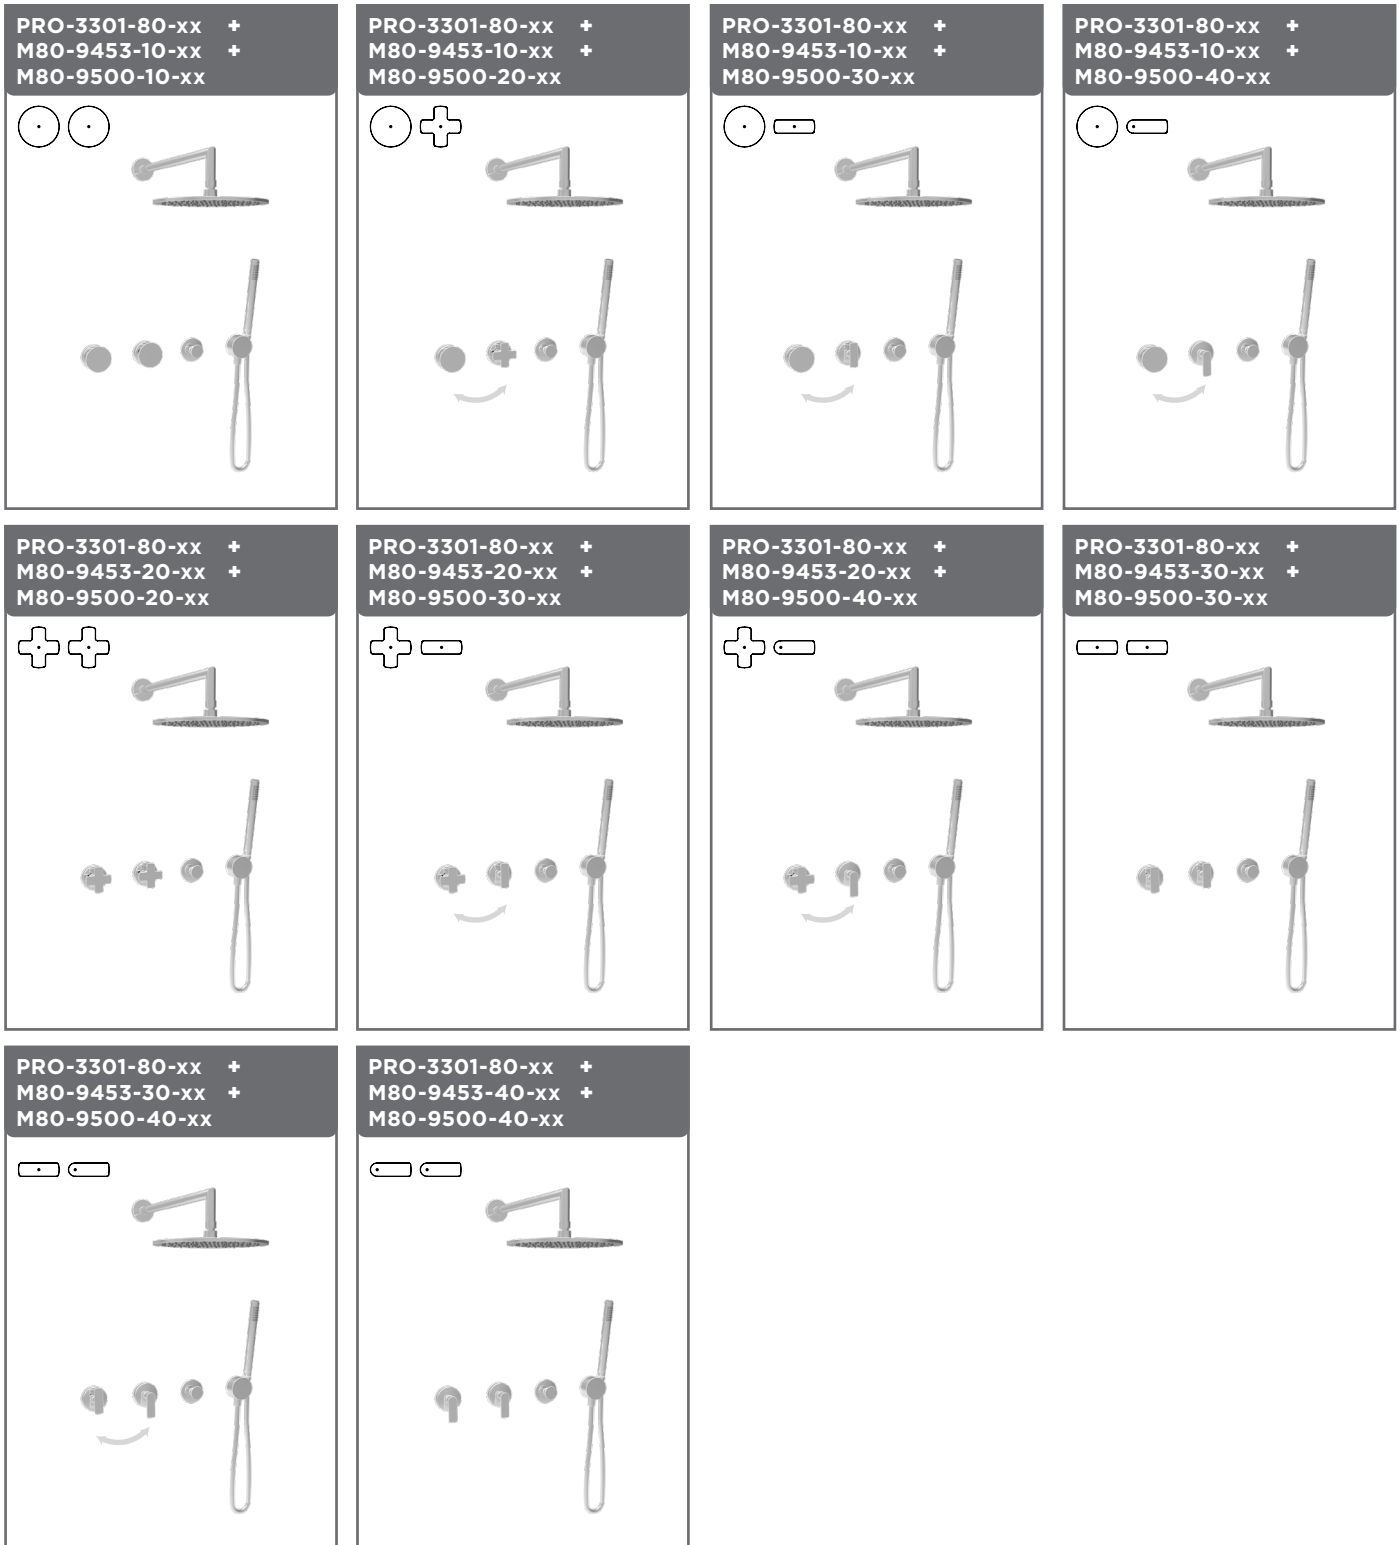 PRO-3301-80-xx +
M80-9453-10-xx +
M80-9500-10-xx
PRO-3301-80-xx +
M80-9453-10-xx +
M80-9500-20-xx
PRO-3301-80-xx +
M80-9453-10-xx +
M80-9500-30-xx
PRO-3301-80-xx +
M80-9453-10-xx +
M80-9500-40-xx
PRO-3301-80-xx +
M80-9453-20-xx +
M80-9500-20-xx
PRO-3301-80-xx +
M80-9453-20-xx +
M80-9500-30-xx
PRO-3301-80-xx +
M80-9453-20-xx +
M80-9500-40-xx
PRO-3301-80-xx +
M80-9453-30-xx +
M80-9500-30-xx
PRO-3301-80-xx +
M80-9453-30-xx +
M80-9500-40-xx
PRO-3301-80-xx +
M80-9453-40-xx +
M80-9500-40-xx